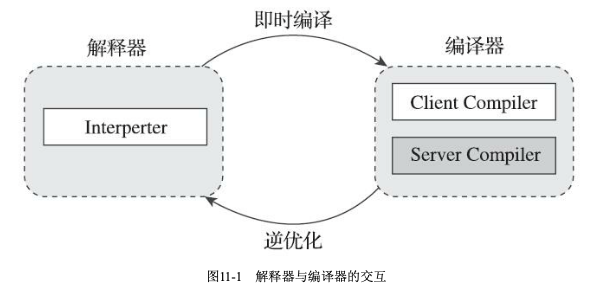 即时编译
解释器
编译器
Interperter
Client Compiler
Server Compiler
逆优化
图11-1 解释器与编译器的交互